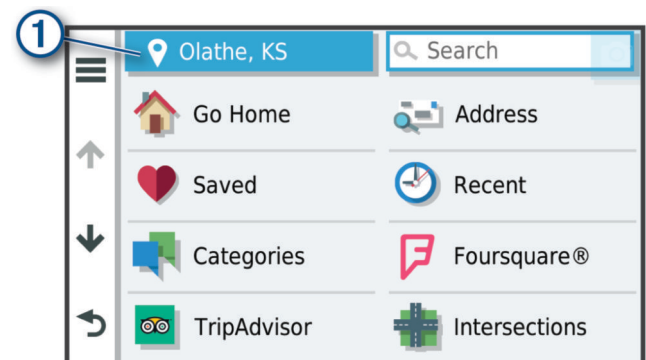 1
Olathe, KS
Search
Go Home
Address
Saved
Recent
Categories
Foursquare®
TripAdvisor
Intersections